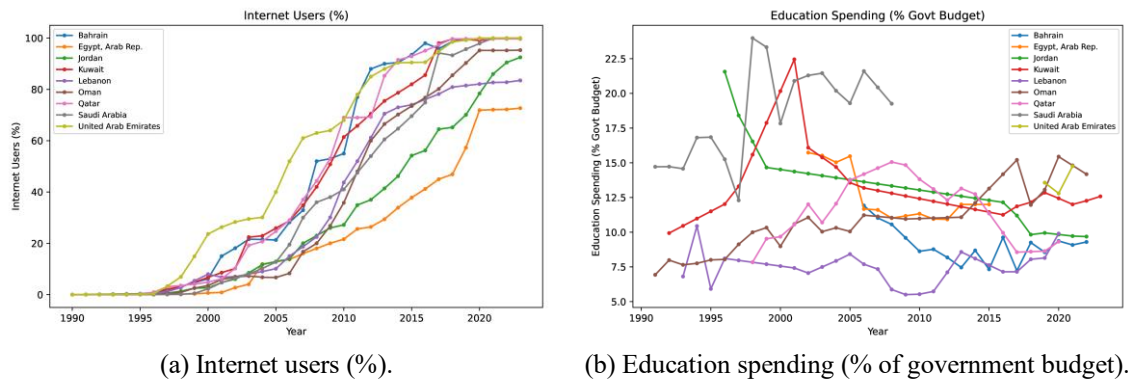 Internet Users (%)
Bahrain
Egypt, Arab Rep.
Jordan
Kuwait
Lebanon
Oman
Qatar
Saudi Arabia
United Arab Emirates
100
80
60
40
20
0
Internet Users (%)
1990 1995 2000 2005 2010 2015 2020
Year
(a) Internet users (%).
Education Spending (% Govt Budget)
Bahrain
Egypt, Arab Rep.
Jordan
Kuwait
Lebanon
Oman
Qatar
Saudi Arabia
United Arab Emirates
22.5
20.0
17.5
15.0
12.5
10.0
7.5
5.0
Education Spending (% Govt Budget)
1990 1995 2000 2005 2010 2015 2020
Year
(b) Education spending (% of government budget).